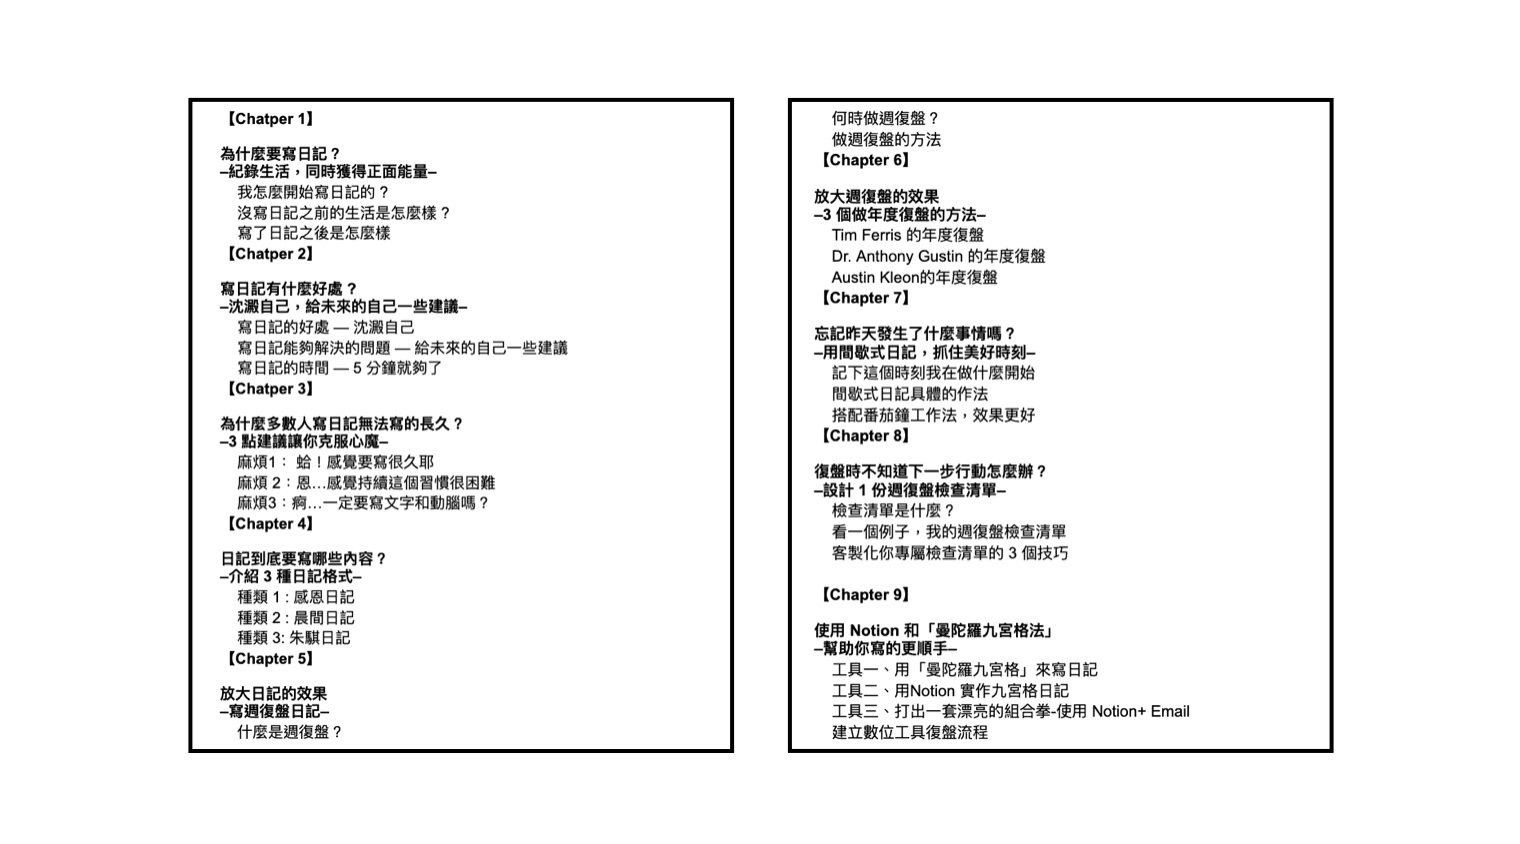 【Chatper 1】
為什麼要寫日記？
–紀錄生活，同時獲得正面能量–
我怎麼開始寫日記的？
沒寫日記之前的生活是怎麼樣？
寫了日記之後是怎麼樣
【Chatper 2】
寫日記有什麼好處？
–沈澱自己，給未來的自己一些建議–
寫日記的好處 — 沈澱自己
寫日記能夠解決的問題 — 給未來的自己一些建議
寫日記的時間 — 5 分鐘就夠了
【Chatper 3】
為什麼多數人寫日記無法寫的長久？
–3 點建議讓你克服心魔–
麻煩1： 蛤！感覺要寫很久耶
麻煩 2：恩…感覺持續這個習慣很困難
麻煩3：痾…一定要寫文字和動腦嗎？
【Chapter 4】
日記到底要寫哪些內容？
–介紹 3 種日記格式–
種類 1 : 感恩日記
種類 2 : 晨間日記
種類 3: 朱騏日記
【Chapter 5】
放大日記的效果
–寫週復盤日記–
什麼是週復盤？
何時做週復盤？
做週復盤的方法
【Chapter 6】
放大週復盤的效果
–3 個做年度復盤的方法–
Tim Ferris 的年度復盤
Dr. Anthony Gustin 的年度復盤
Austin Kleon的年度復盤
【Chapter 7】
忘記昨天發生了什麼事情嗎？
–用間歇式日記，抓住美好時刻–
記下這個時刻我在做什麼開始
間歇式日記具體的作法
搭配番茄鐘工作法，效果更好
【Chapter 8】
復盤時不知道下一步行動怎麼辦？
–設計 1 份週復盤檢查清單–
檢查清單是什麼？
看一個例子，我的週復盤檢查清單
客製化你專屬檢查清單的 3 個技巧
【Chapter 9】
使用 Notion 和「曼陀羅九宮格法」
–幫助你寫的更順手–
工具一、用「曼陀羅九宮格」來寫日記
工具二、用Notion 實作九宮格日記
工具三、打出一套漂亮的組合拳-使用 Notion+ Email
建立數位工具復盤流程